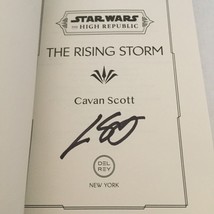 STAR WARS
THE HIGH REPUBLIC
THE RISING STORM
Cavan Scott
DEL
REY
NEW YORK